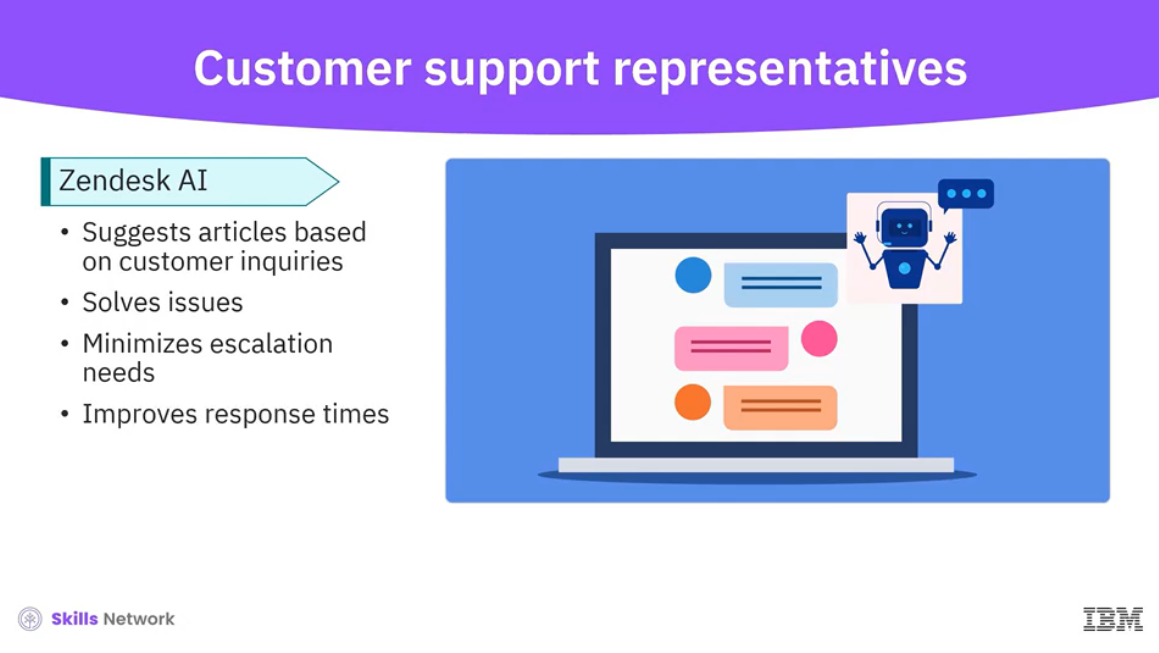 Customer support representatives
Zendesk AI
• Suggests articles based
on customer inquiries
• Solves issues
• Minimizes escalation
needs
• Improves response times
Skills Network
IBM